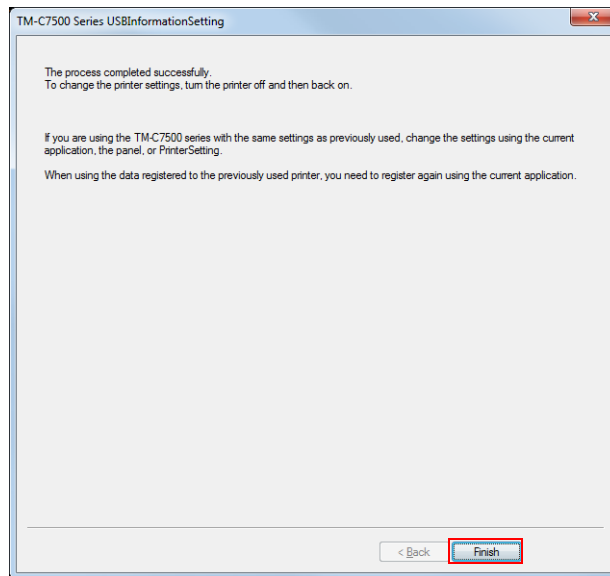 TM-C7500 Series USBInformationSetting
The process completed successfully.
To change the printer settings, turn the printer off and then back on.
If you are using the TM-C7500 series with the same settings as previously used, change the settings using the current
application, the panel, or PrinterSetting.
When using the data registered to the previously used printer, you need to register again using the current application.
< Back
Finish